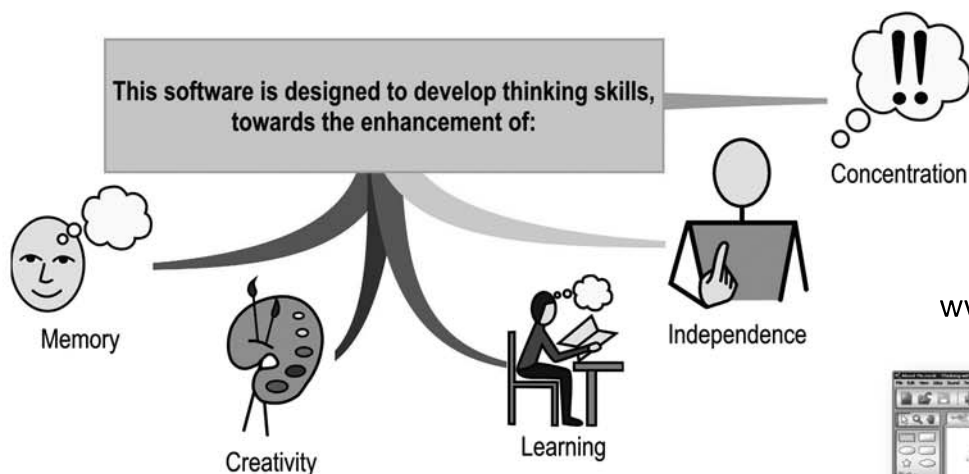 This software is designed to develop thinking skills,
towards the enhancement of:
Concentration
Memory
Independence
Creativity
Learning